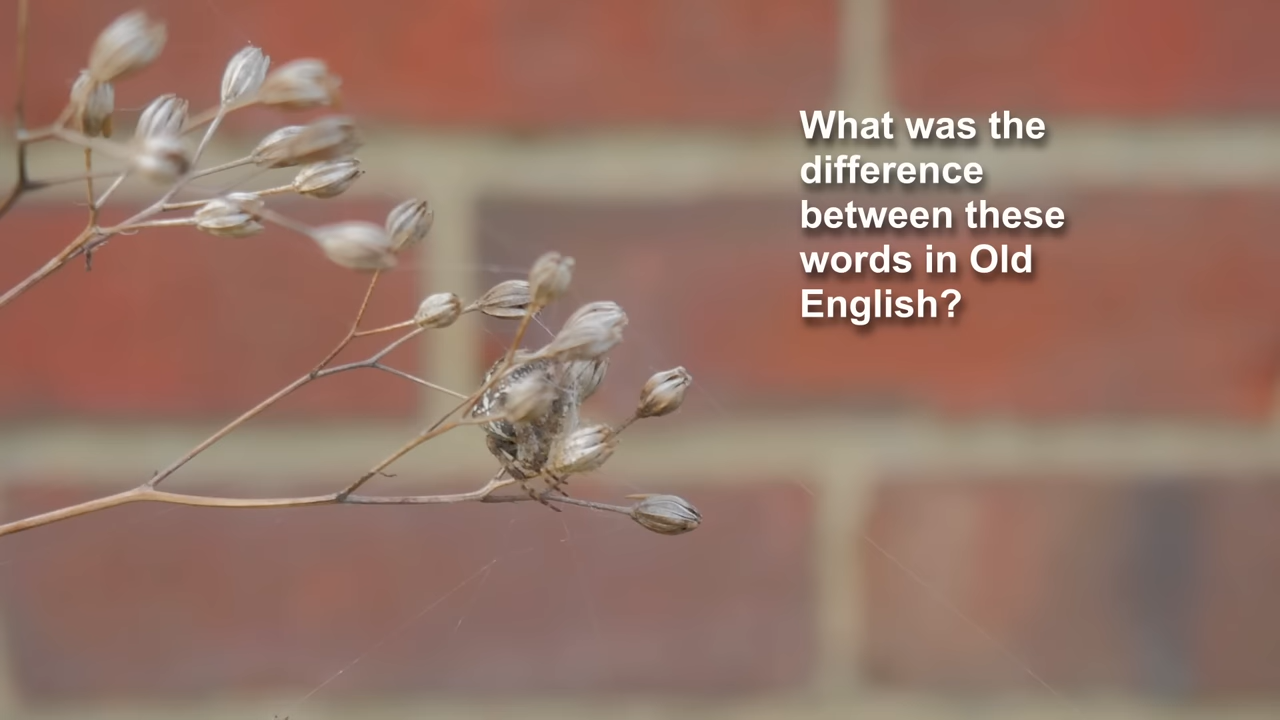 What was the
difference
between these
words in Old
English?